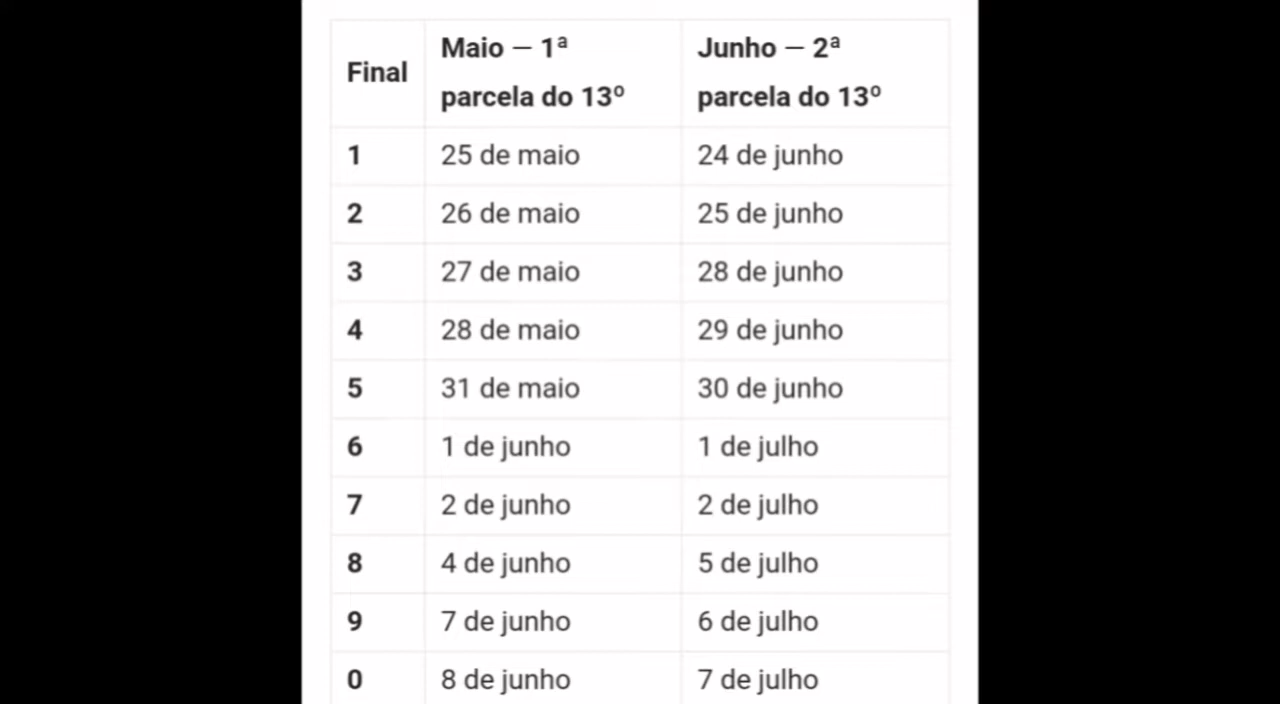 Final
Maio – 1ª
parcela do 13º
Junho – 2ª
parcela do 13º
1 25 de maio 24 de junho
2 26 de maio 25 de junho
3 27 de maio 28 de junho
4 28 de maio 29 de junho
5 31 de maio 30 de junho
6 1 de junho 1 de julho
7 2 de junho 2 de julho
8 4 de junho 5 de julho
9 7 de junho 6 de julho
0 8 de junho 7 de julho